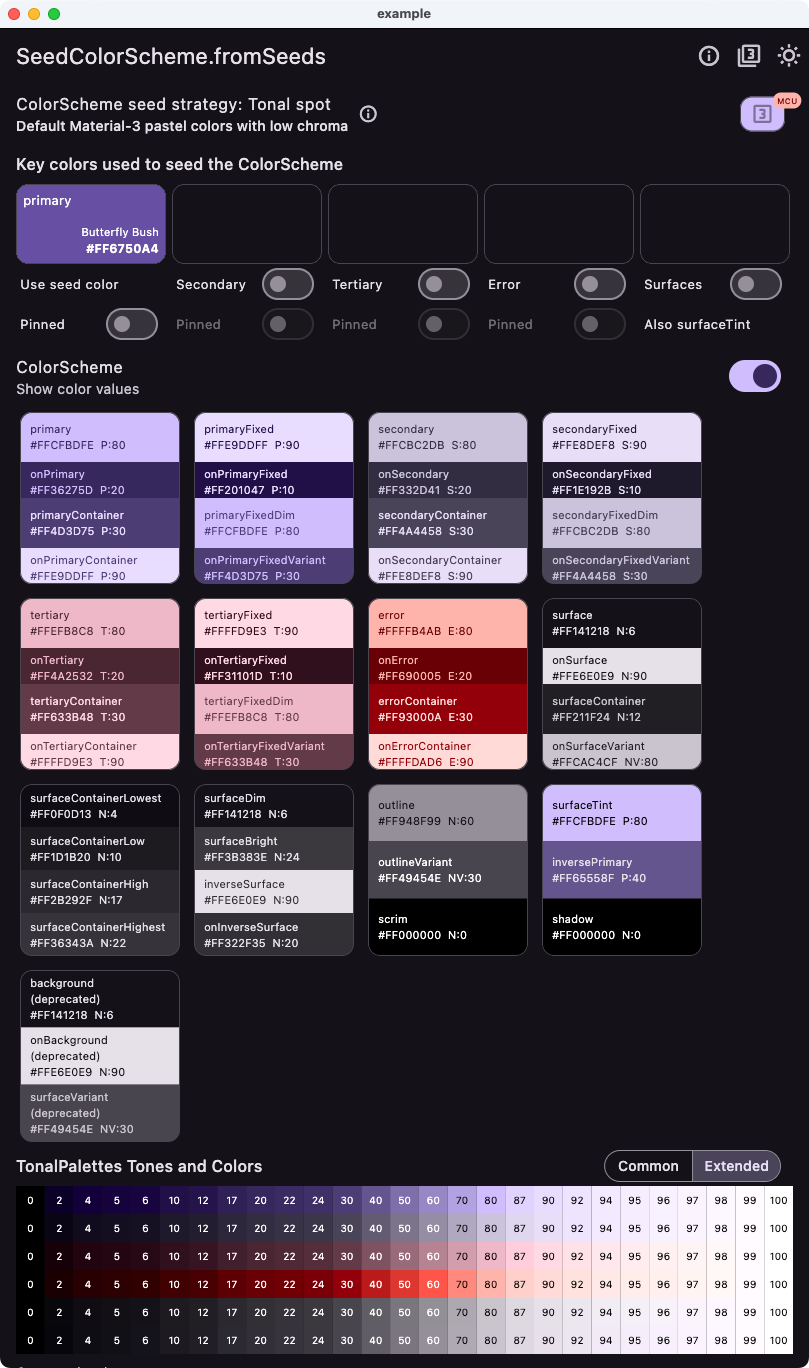 example
SeedColorScheme.fromSeeds
3
ColorScheme seed strategy: Tonal spot
Default Material-3 pastel colors with low chroma
3
MCU
Key colors used to seed the ColorScheme
primary
Butterfly Bush
#FF6750A4
Use seed color Secondary Tertiary Error Surfaces
Pinned Pinned Pinned Pinned Also surfaceTint
ColorScheme
Show color values
primary
#FFCFBDFE P:80
onPrimary
#FF36275D P:20
primaryContainer
#FF4D3D75 P:30
onPrimaryContainer
#FFE9DDFF P:90
primaryFixed
#FFE9DDFF P:90
onPrimaryFixed
#FF201047 P:10
primaryFixedDim
#FFCFBDFE P:80
onPrimaryFixedVariant
#FF4D3D75 P:30
secondary
#FFCBC2DB S:80
onSecondary
#FF332D41 S:20
secondaryContainer
#FF4A4458 S:30
onSecondaryContainer
#FFE8DEF8 S:90
secondaryFixed
#FFE8DEF8 S:90
onSecondaryFixed
#FF1E192B S:10
secondaryFixedDim
#FFCBC2DB S:80
onSecondaryFixedVariant
#FF4A4458 S:30
tertiary
#FFEFB8C8 T:80
onTertiary
#FF4A2532 T:20
tertiaryContainer
#FF633B48 T:30
onTertiaryContainer
#FFFFD9E3 T:90
tertiaryFixed
#FFFFD9E3 T:90
onTertiaryFixed
#FF31101D T:10
tertiaryFixedDim
#FFEFB8C8 T:80
onTertiaryFixedVariant
#FF633B48 T:30
error
#FFFFB4AB E:80
onError
#FF690005 E:20
errorContainer
#FF93000A E:30
onErrorContainer
#FFFFDAD6 E:90
surface
#FF141218 N:6
onSurface
#FFE6E0E9 N:90
surfaceContainer
#FF211F24 N:12
onSurfaceVariant
#FFCAC4CF NV:80
surfaceContainerLowest
#FF0F0D13 N:4
surfaceContainerLow
#FF1D1B20 N:10
surfaceContainerHigh
#FF2B292F N:17
surfaceContainerHighest
#FF36343A N:22
surfaceDim
#FF141218 N:6
surfaceBright
#FF3B383E N:24
inverseSurface
#FFE6E0E9 N:90
onInverseSurface
#FF322F35 N:20
outline
#FF948F99 N:60
outlineVariant
#FF49454E NV:30
scrim
#FF000000 N:0
surfaceTint
#FFCFBDFE P:80
inversePrimary
#FF65558F P:40
shadow
#FF000000 N:0
background
(deprecated)
#FF141218 N:6
onBackground
(deprecated)
#FFE6E0E9 N:90
surfaceVariant
(deprecated)
#FF49454E NV:30
TonalPalettes Tones and Colors Common Extended
0 2 4 5 6 10 12 17 20 22 24 30 40 50 60 70 80 87 90 92 94 95 96 97 98 99 100
0 2 4 5 6 10 12 17 20 22 24 30 40 50 60 70 80 87 90 92 94 95 96 97 98 99 100
0 2 4 5 6 10 12 17 20 22 24 30 40 50 60 70 80 87 90 92 94 95 96 97 98 99 100
0 2 4 5 6 10 12 17 20 22 24 30 40 50 60 70 80 87 90 92 94 95 96 97 98 99 100
0 2 4 5 6 10 12 17 20 22 24 30 40 50 60 70 80 87 90 92 94 95 96 97 98 99 100
0 2 4 5 6 10 12 17 20 22 24 30 40 50 60 70 80 87 90 92 94 95 96 97 98 99 100